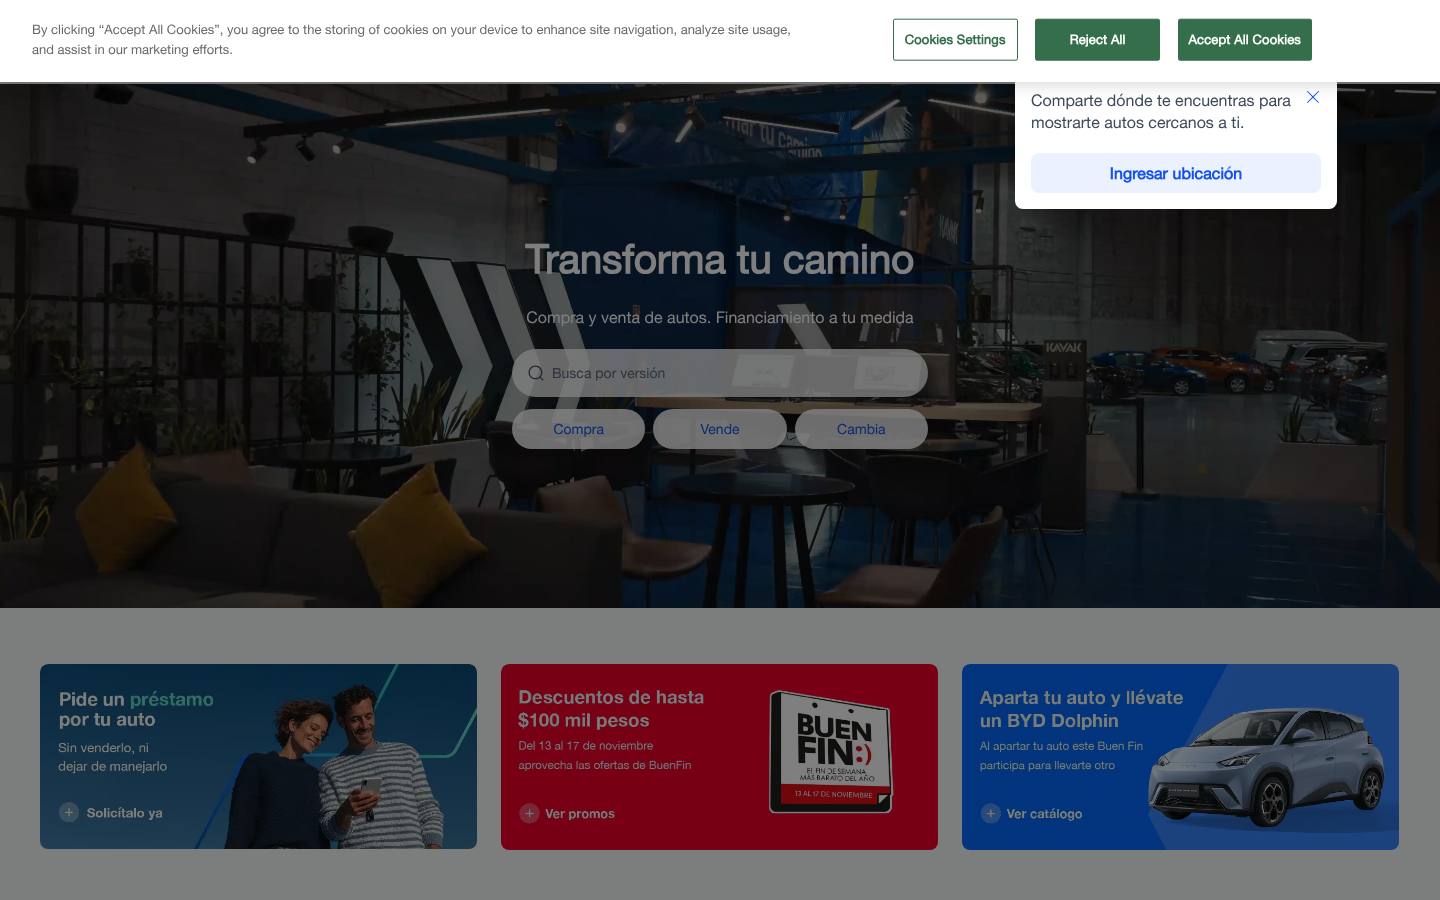 By clicking “Accept All Cookies”, you agree to the storing of cookies on your device to enhance site navigation, analyze site usage,
and assist in our marketing efforts.
Cookies Settings
Reject All
Accept All Cookies
Comparte dónde te encuentras para
mostrarte autos cercanos a ti.
Ingresar ubicación
Transforma tu camino
Compra y venta de autos. Financiamiento a tu medida
KAVAK
Busca por versión
Compra
Vende
Cambia
Pide un préstamo
por tu auto
Sin venderlo, ni
dejar de manejarlo
Solicítalo ya
Descuentos de hasta
$100 mil pesos
Del 13 al 17 de noviembre
aprovecha las ofertas de BuenFin
Ver promos
BUEN
FIN:)
EL FIN DE SEMANA
MÁS BARATO DEL AÑO
13 AL 17 DE NOVIEMBRE
Aparta tu auto y llévate
un BYD Dolphin
Al apartar tu auto este Buen Fin
participa para llevarte otro
Ver catálogo